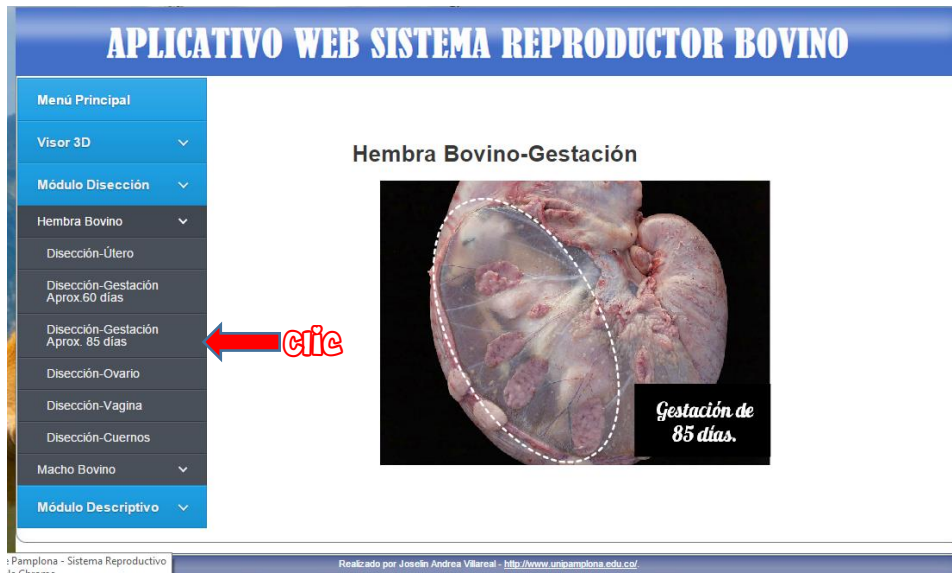 APLICATIVO WEB SISTEMA REPRODUCTOR BOVINO
Menú Principal
Visor 3D
Módulo Disección
Hembra Bovino
Disección-Útero
Disección-Gestación
Aprox.60 días
Disección-Gestación
Aprox. 85 días
Disección-Ovario
Disección-Vagina
Disección-Cuernos
Macho Bovino
Módulo Descriptivo
Clic
Hembra Bovino-Gestación
Gestación de
85 días.
Pamplona - Sistema Reproductivo
Realizado por Joselin Andrea Villareal - http://www.unipamplona.edu.co/.